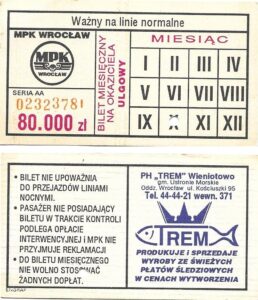 Ważny na linie normalne
MPK WROCŁAW
MPK
WROCŁAW
SERIA AA
02323781
80.000 zł
BILET MIESIĘCZNY
NA OKAZICIELA
ULGOWY
MIESIĄC
I II III IV
V VI VII VIII
IX X XI XII
• BILET NIE UPOWAŻNIA
DO PRZEJAZDÓW LINIAMI
NOCNYMI.
• PASAŻER NIE POSIADAJĄCY
BILETU W TRAKCIE KONTROLI
PODLEGA OPŁACIE
INTERWENCYJNEJ I MPK NIE
PRZYJMUJE REKLAMACJI
• DO BILETU MIESIĘCZNEGO
NIE WOLNO STOSOWAĆ
ŻADNYCH DOPŁAT.
PH „TREM" Wieniotowo
gm. Ustronie Morskie
Oddz. Wrocław ul. Kościuszki 95
Tel. 44-44-21 wewn. 371
TREM
PRODUKUJE I SPRZEDAJE
WYROBY ZE ŚWIEŻYCH
PŁATÓW ŚLEDZIOWYCH
W CENACH WYTWORZENIA